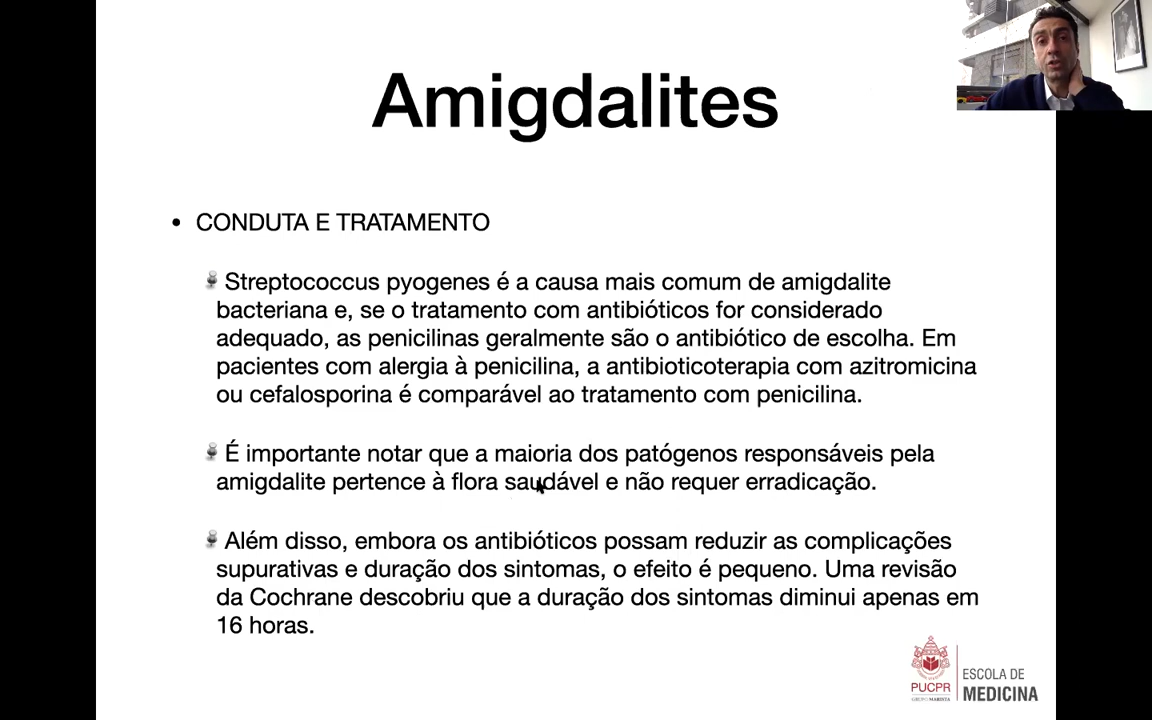 Amigdalites
• CONDUTA E TRATAMENTO
Streptococcus pyogenes é a causa mais comum de amigdalite
bacteriana e, se o tratamento com antibióticos for considerado
adequado, as penicilinas geralmente são o antibiótico de escolha. Em
pacientes com alergia à penicilina, a antibioticoterapia com azitromicina
ou cefalosporina é comparável ao tratamento com penicilina.
É importante notar que a maioria dos patógenos responsáveis pela
amigdalite pertence à flora saudável e não requer erradicação.
Além disso, embora os antibióticos possam reduzir as complicações
supurativas e duração dos sintomas, o efeito é pequeno. Uma revisão
da Cochrane descobriu que a duração dos sintomas diminui apenas em
16 horas.
PUCPR
GRUPO MARISTA
ESCOLA DE
MEDICINA